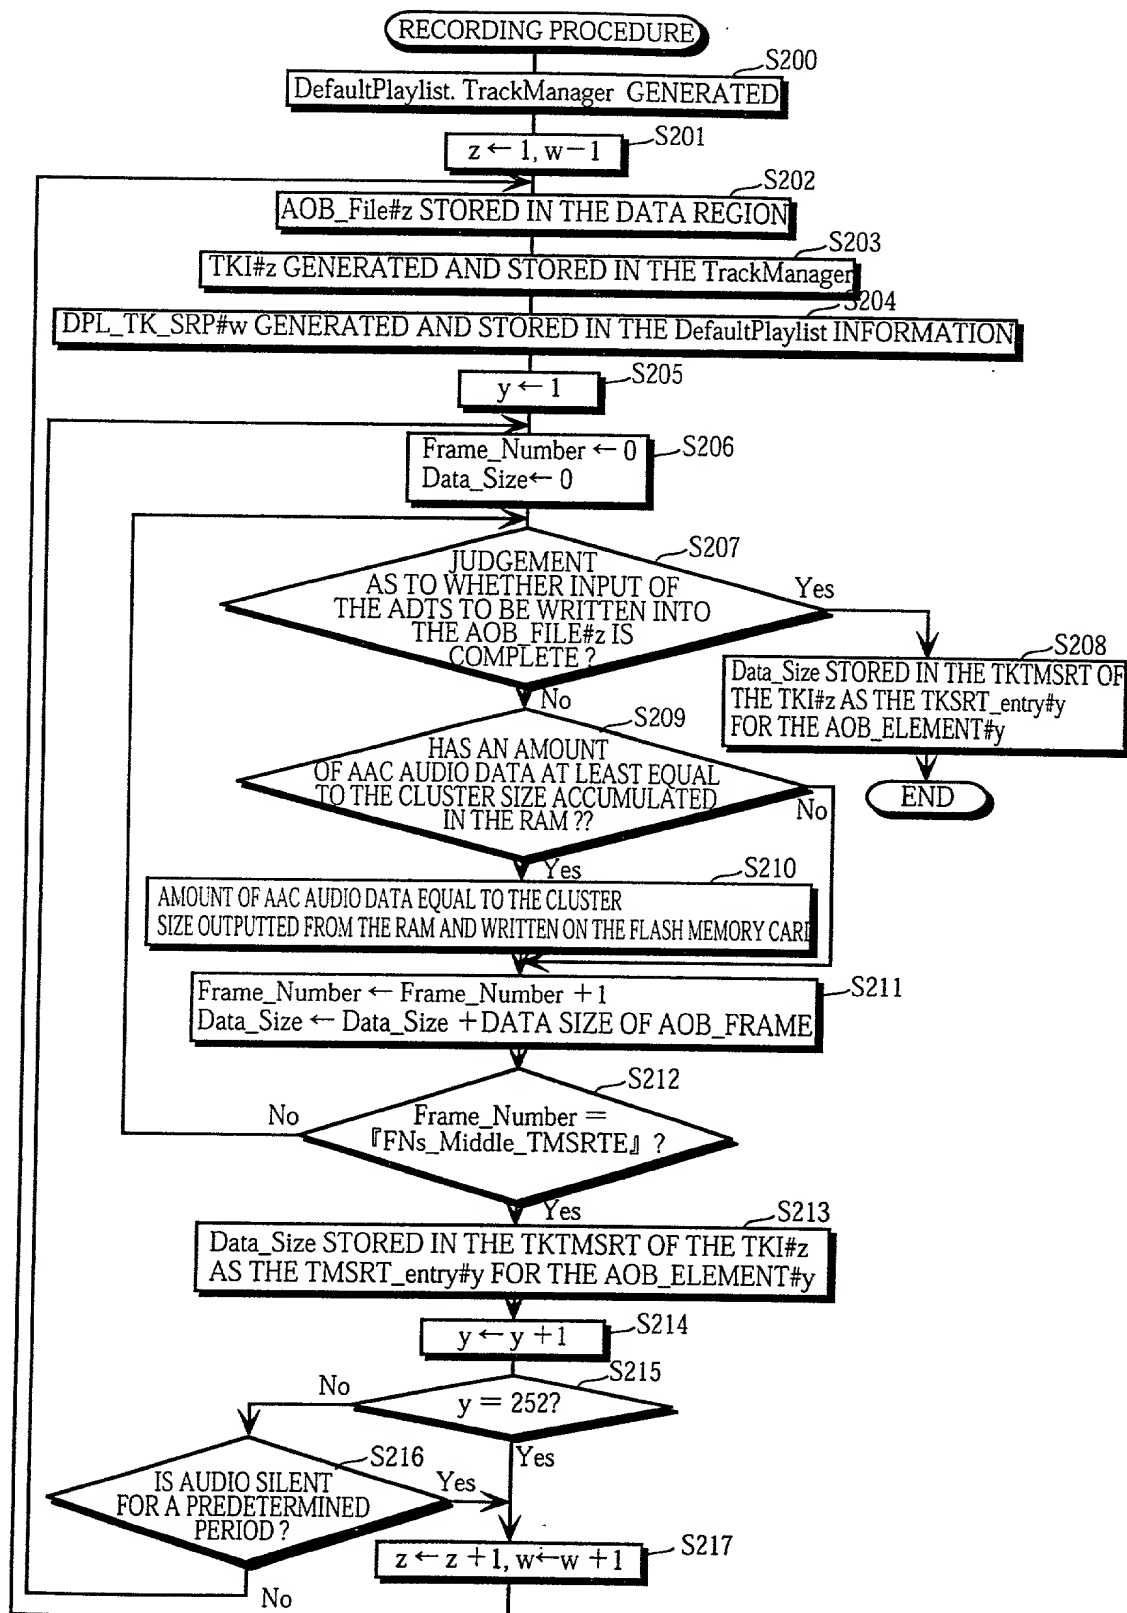 RECORDING PROCEDURE
S200
DefaultPlaylist. TrackManager GENERATED
S201
z ← 1, w－1
S202
AOB_File#z STORED IN THE DATA REGION
S203
TKI#z GENERATED AND STORED IN THE TrackManager
S204
DPL_TK_SRP#w GENERATED AND STORED IN THE DefaultPlaylist INFORMATION
S205
y ← 1
S206
Frame_Number ← 0
Data_Size← 0
S207
JUDGEMENT
AS TO WHETHER INPUT OF
THE ADTS TO BE WRITTEN INTO
THE AOB_FILE#z IS
COMPLETE ?
Yes
No
S208
Data_Size STORED IN THE TKTMSRT OF
THE TKI#z AS THE TKSRT_entry#y
FOR THE AOB_ELEMENT#y
END
S209
HAS AN AMOUNT
OF AAC AUDIO DATA AT LEAST EQUAL
TO THE CLUSTER SIZE ACCUMULATED
IN THE RAM ??
No
Yes
S210
AMOUNT OF AAC AUDIO DATA EQUAL TO THE CLUSTER
SIZE OUTPUTTED FROM THE RAM AND WRITTEN ON THE FLASH MEMORY CARD
S211
Frame_Number ← Frame_Number + 1
Data_Size ← Data_Size + DATA SIZE OF AOB_FRAME
S212
Frame_Number =
『FNs_Middle_TMSRTE』 ?
No
Yes
S213
Data_Size STORED IN THE TKTMSRT OF THE TKI#z
AS THE TMSRT_entry#y FOR THE AOB_ELEMENT#y
S214
y ← y + 1
S215
y = 252?
No
Yes
S216
IS AUDIO SILENT
FOR A PREDETERMINED
PERIOD ?
Yes
No
S217
z ← z + 1, w←w + 1